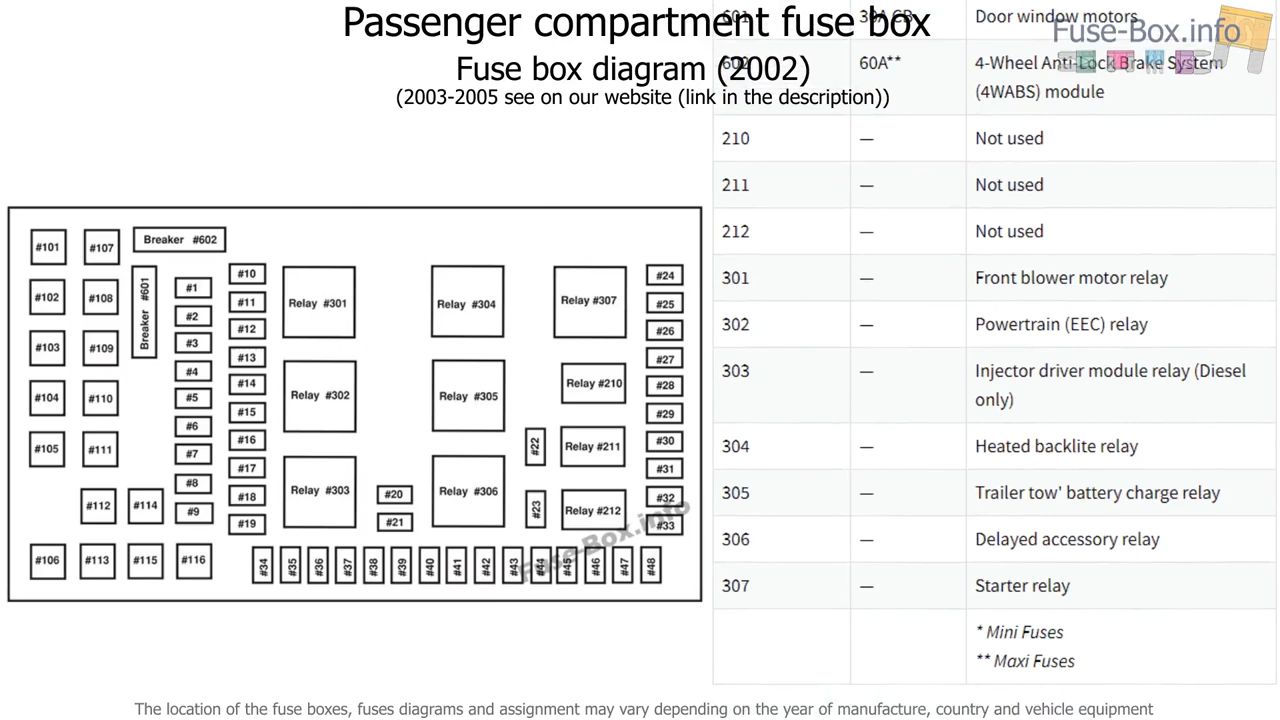 Passenger compartment fuse box
Fuse box diagram (2002)
(2003-2005 see on our website (link in the description))
Fuse-Box.info
601 30A CB Door window motors
602 60A** 4-Wheel Anti-Lock Brake System
(4WABS) module
210 — Not used
211 — Not used
212 — Not used
301 — Front blower motor relay
302 — Powertrain (EEC) relay
303 — Injector driver module relay (Diesel
only)
304 — Heated backlite relay
305 — Trailer tow' battery charge relay
306 — Delayed accessory relay
307 — Starter relay
* Mini Fuses
** Maxi Fuses
#101 #107 Breaker #602
#102 #108 Breaker #601
#103 #109
#104 #110
#105 #111
#112 #114
#106 #113 #115 #116
#1
#2
#3
#4
#5
#6
#7
#8
#9
#10
#11
#12
#13
#14
#15
#16
#17
#18
#19
Relay #301
Relay #302
Relay #303
#20
#21
Relay #304
Relay #305
Relay #306
#22
#23
Relay #307
Relay #210
Relay #211
Relay #212
#24
#25
#26
#27
#28
#29
#30
#31
#32
#33
#34 #35 #36 #37 #38 #39 #40 #41 #42 #43 #44 #45 #46 #47 #48
Fuse-Box.info
The location of the fuse boxes, fuses diagrams and assignment may vary depending on the year of manufacture, country and vehicle equipment